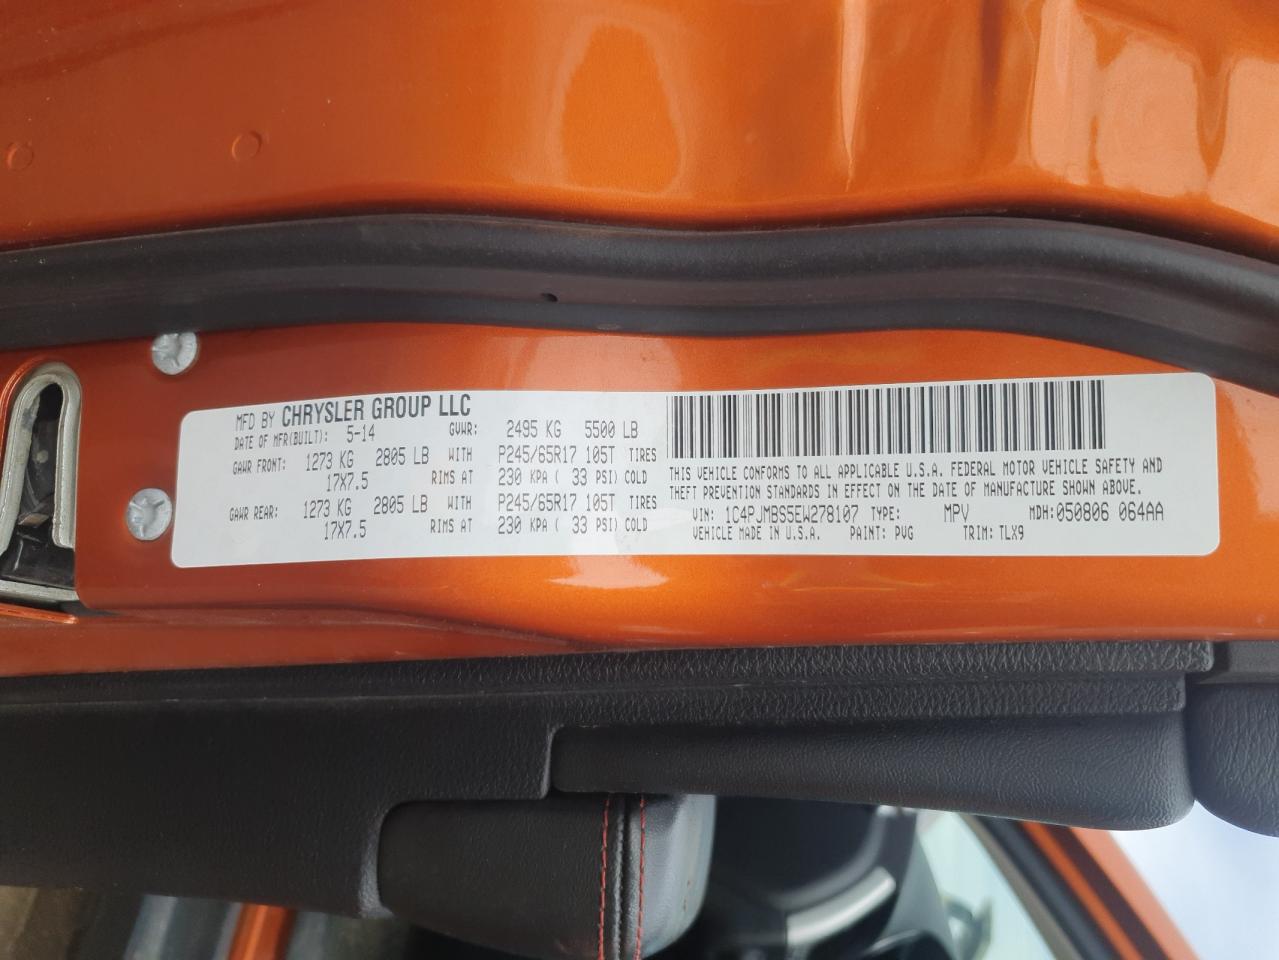 MFD BY CHRYSLER GROUP LLC
DATE OF MFR(BUILT): 5-14 GVWR: 2495 KG 5500 LB
GAWR FRONT: 1273 KG 2805 LB WITH P245/65R17 105T TIRES
17X7.5 RIMS AT 230 KPA ( 33 PSI) COLD
GAWR REAR: 1273 KG 2805 LB WITH P245/65R17 105T TIRES
17X7.5 RIMS AT 230 KPA ( 33 PSI) COLD
THIS VEHICLE CONFORMS TO ALL APPLICABLE U.S.A. FEDERAL MOTOR VEHICLE SAFETY AND
THEFT PREVENTION STANDARDS IN EFFECT ON THE DATE OF MANUFACTURE SHOWN ABOVE.
VIN: 1C4PJMBS5EW278107 TYPE: MPV MDH:050806 064AA
VEHICLE MADE IN U.S.A. PAINT: PVG TRIM: TLX9